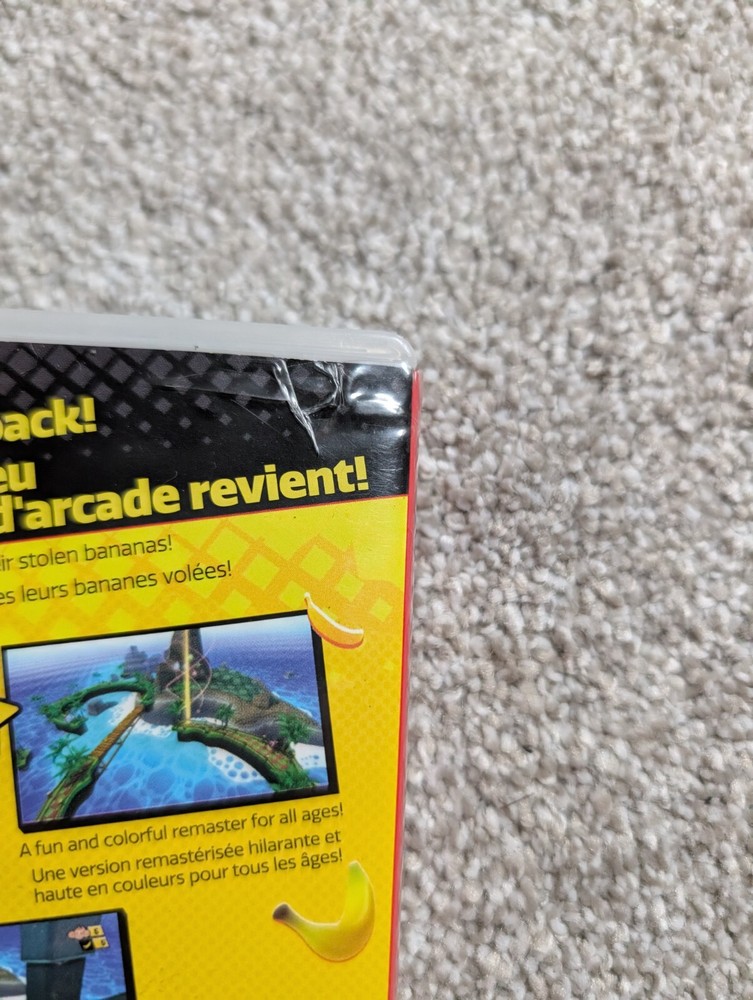 back!
eu
d'arcade revient!
ir stolen bananas!
es leurs bananes volées!
A fun and colorful remaster for all ages!
Une version remastérisée hilarante et
haute en couleurs pour tous les âges!